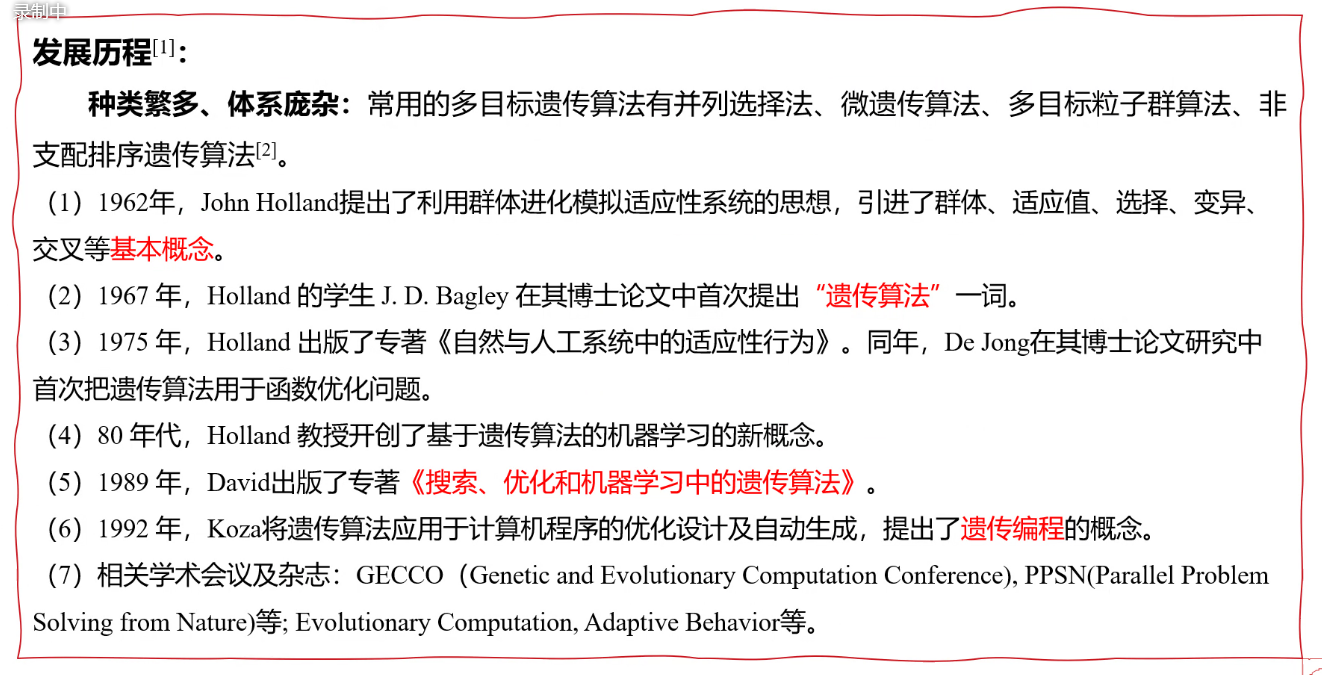 录制中
发展历程[1]：
种类繁多、体系庞杂：常用的多目标遗传算法有并列选择法、微遗传算法、多目标粒子群算法、非
支配排序遗传算法[2]。
（1）1962年，John Holland提出了利用群体进化模拟适应性系统的思想，引进了群体、适应值、选择、变异、
交叉等基本概念。
（2）1967 年，Holland 的学生 J. D. Bagley 在其博士论文中首次提出“遗传算法”一词。
（3）1975 年，Holland 出版了专著《自然与人工系统中的适应性行为》。同年，De Jong在其博士论文研究中
首次把遗传算法用于函数优化问题。
（4）80 年代，Holland 教授开创了基于遗传算法的机器学习的新概念。
（5）1989 年，David出版了专著《搜索、优化和机器学习中的遗传算法》。
（6）1992 年，Koza将遗传算法应用于计算机程序的优化设计及自动生成，提出了遗传编程的概念。
（7）相关学术会议及杂志：GECCO（Genetic and Evolutionary Computation Conference), PPSN(Parallel Problem
Solving from Nature)等; Evolutionary Computation, Adaptive Behavior等。